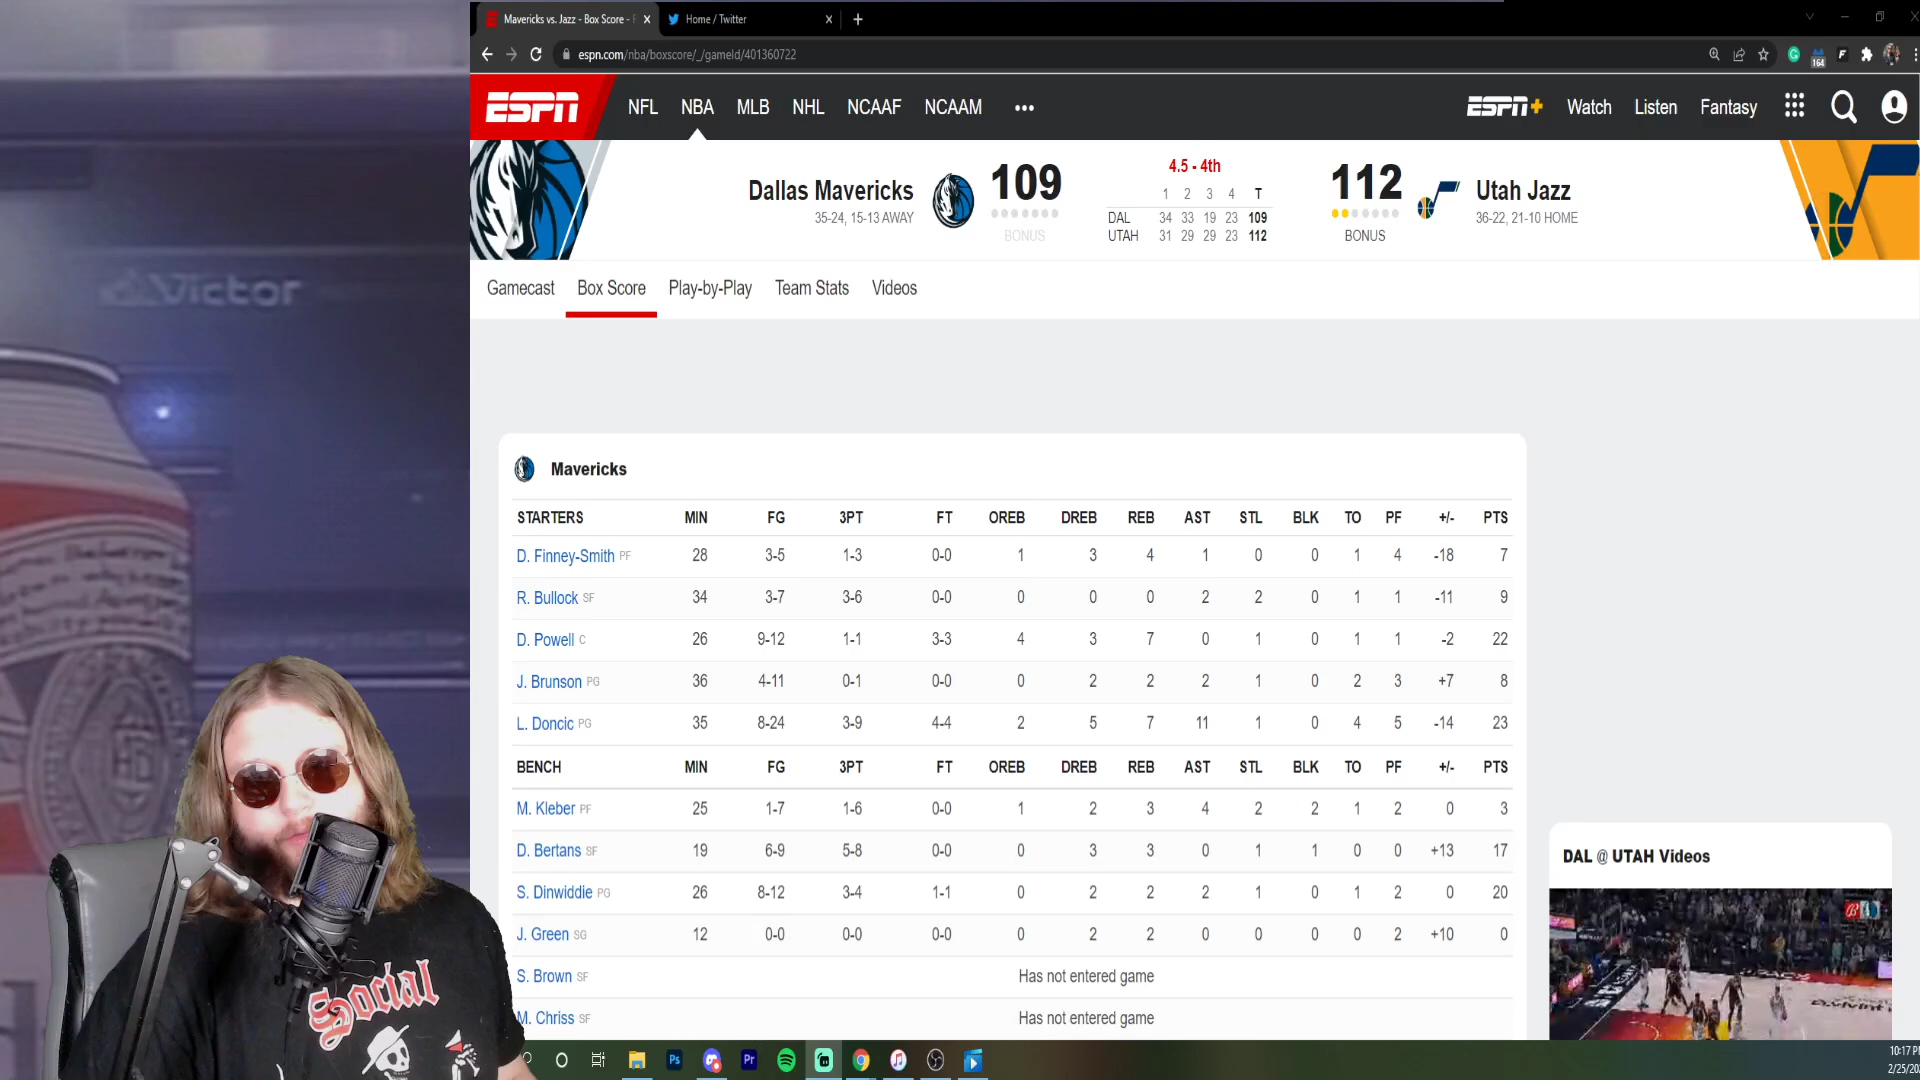 Mavericks vs. Jazz - Box Score -
Home / Twitter
espn.com/nba/boxscore/_/gameId/401360722
164
ESPN
NFL
NBA
MLB
NHL
NCAAF
NCAAM
ESPN+
Watch
Listen
Fantasy
Dallas Mavericks
35-24, 15-13 AWAY
109
BONUS
4.5 - 4th
1 2 3 4 T
DAL 34 33 19 23 109
UTAH 31 29 29 23 112
112
BONUS
Utah Jazz
36-22, 21-10 HOME
Gamecast
Box Score
Play-by-Play
Team Stats
Videos
Mavericks
STARTERS MIN FG 3PT FT OREB DREB REB AST STL BLK TO PF +/- PTS
D. Finney-Smith PF 28 3-5 1-3 0-0 1 3 4 1 0 0 1 4 -18 7
R. Bullock SF 34 3-7 3-6 0-0 0 0 0 2 2 0 1 1 -11 9
D. Powell C 26 9-12 1-1 3-3 4 3 7 0 1 0 1 1 -2 22
J. Brunson PG 36 4-11 0-1 0-0 0 2 2 2 1 0 2 3 +7 8
L. Doncic PG 35 8-24 3-9 4-4 2 5 7 11 1 0 4 5 -14 23
BENCH MIN FG 3PT FT OREB DREB REB AST STL BLK TO PF +/- PTS
M. Kleber PF 25 1-7 1-6 0-0 1 2 3 4 2 2 1 2 0 3
D. Bertans SF 19 6-9 5-8 0-0 0 3 3 0 1 1 0 0 +13 17
S. Dinwiddie PG 26 8-12 3-4 1-1 0 2 2 2 1 0 1 2 0 20
J. Green SG 12 0-0 0-0 0-0 0 2 2 0 0 0 0 2 +10 0
S. Brown SF Has not entered game
M. Chriss SF Has not entered game
DAL @ UTAH Videos
Victor
Social
Ps
Pr
10:17 P
2/25/20